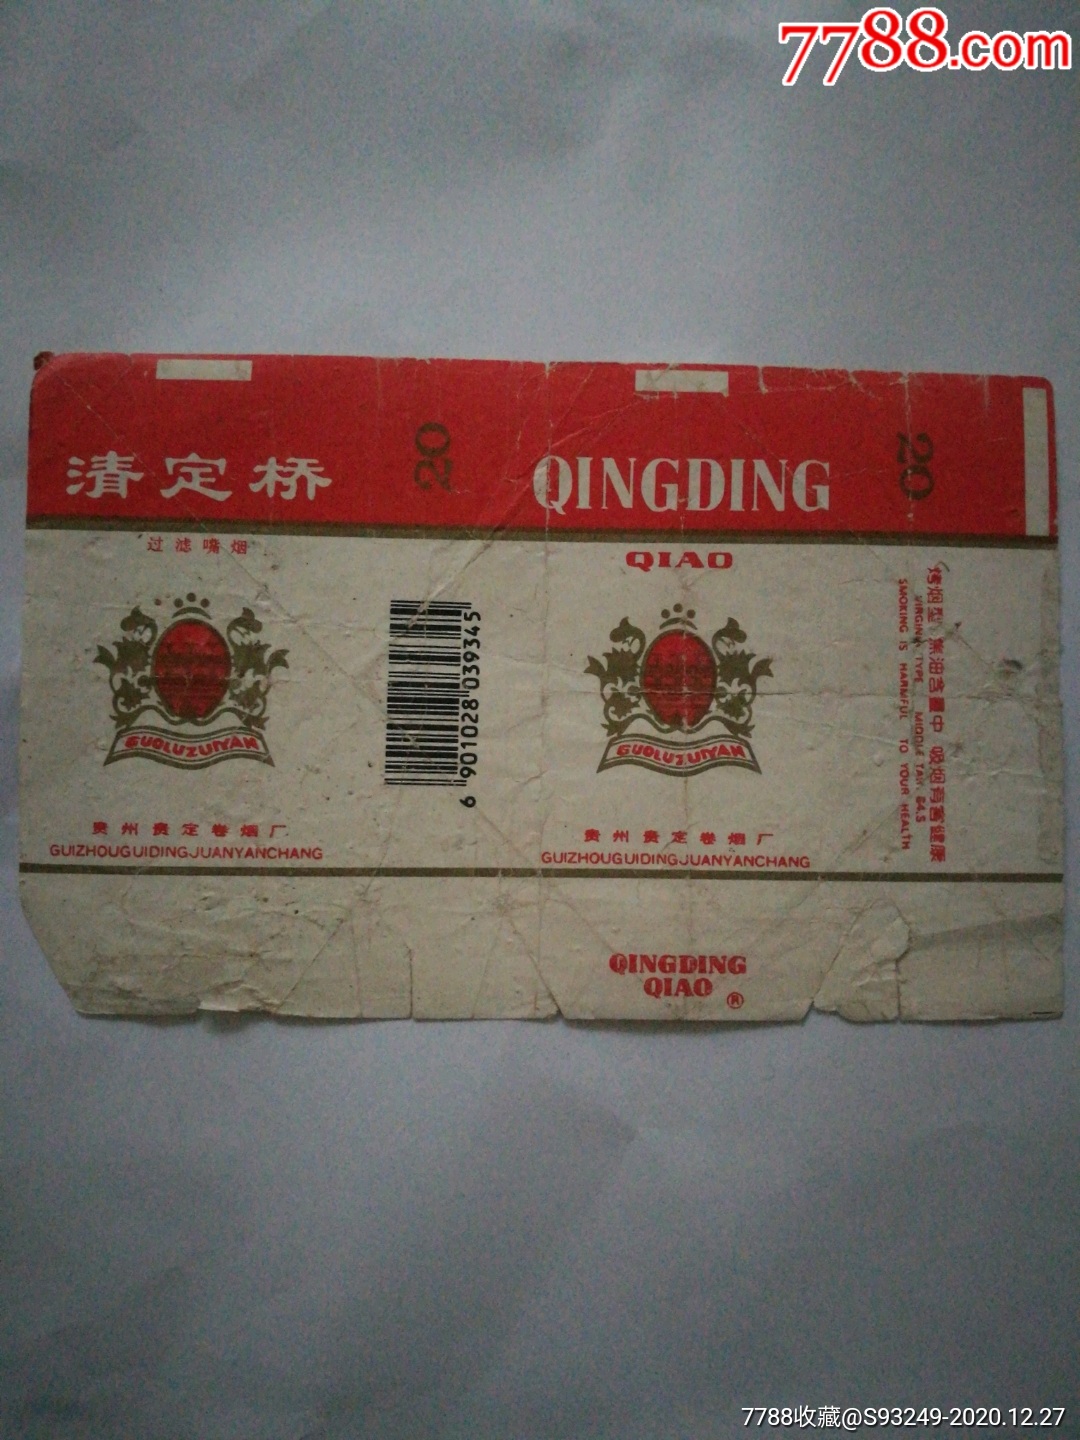 7788.com
清定桥
20
QINGDING
20
过滤嘴烟
QIAO
GUOLUZUIYAN
6 901028 039345
GUOLUZUIYAN
烤烟型 焦油含量中 吸烟有害健康
VIRGINIA TYPE MIDDLE TAR GAS
SMOKING IS HARMFUL TO YOUR HEALTH
贵州贵定卷烟厂
GUIZHOUGUIDINGJUANYANCHANG
贵州贵定卷烟厂
GUIZHOUGUIDINGJUANYANCHANG
QINGDING
QIAO ®
7788收藏@S93249-2020.12.27